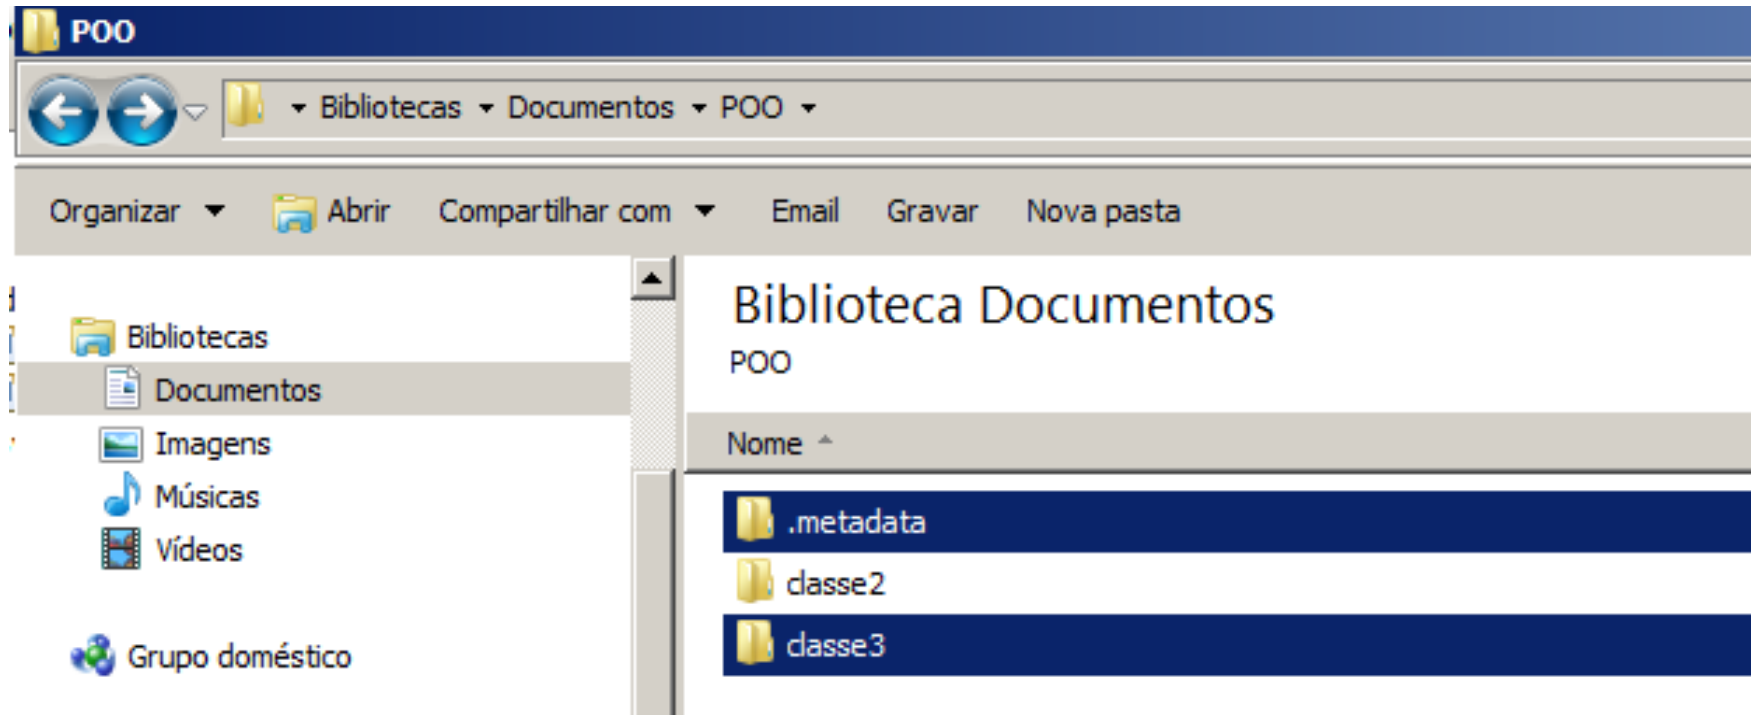 POO
Bibliotecas Documentos POO
Organizar Abrir Compartilhar com Email Gravar Nova pasta
Bibliotecas
Documentos
Imagens
Músicas
Vídeos
Grupo doméstico
Biblioteca Documentos
POO
Nome
.metadata
classe2
classe3